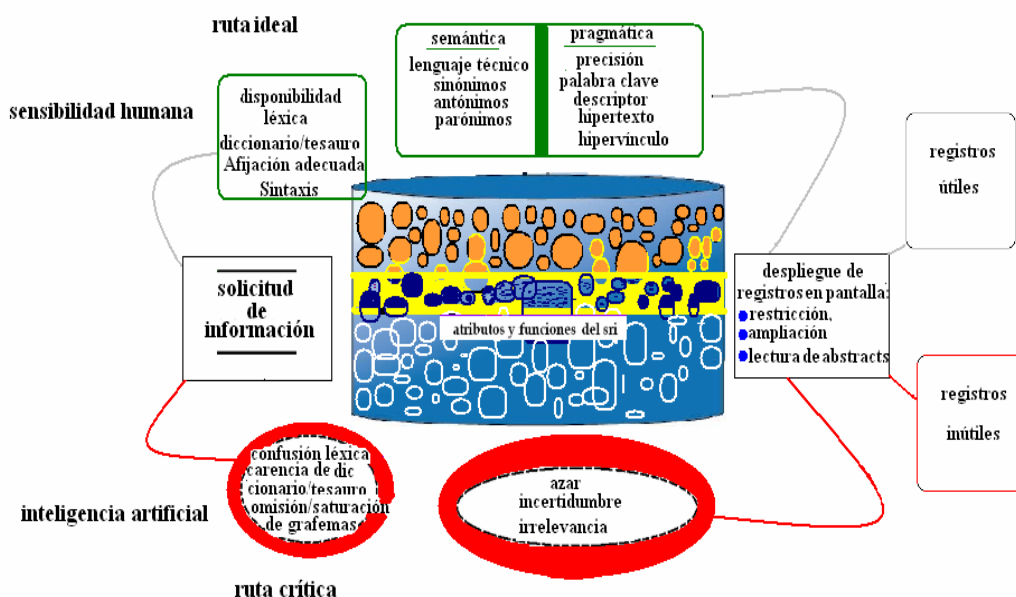 ruta ideal
sensibilidad humana
disponibilidad
léxica
diccionario/tesauro
Afijación adecuada
Sintaxis
semántica
lenguaje técnico
sinónimos
antónimos
parónimos
pragmática
precisión
palabra clave
descriptor
hipertexto
hipervínculo
registros
útiles
solicitud
de
información
atributos y funciones del sri
despliegue de
registros en pantalla:
restricción,
ampliación
lectura de abstracts
registros
inútiles
confusión léxica
carencia de dic
cionario/tesauro
omisión/saturación
de grafemas
azar
incertidumbre
irrelevancia
inteligencia artificial
ruta crítica